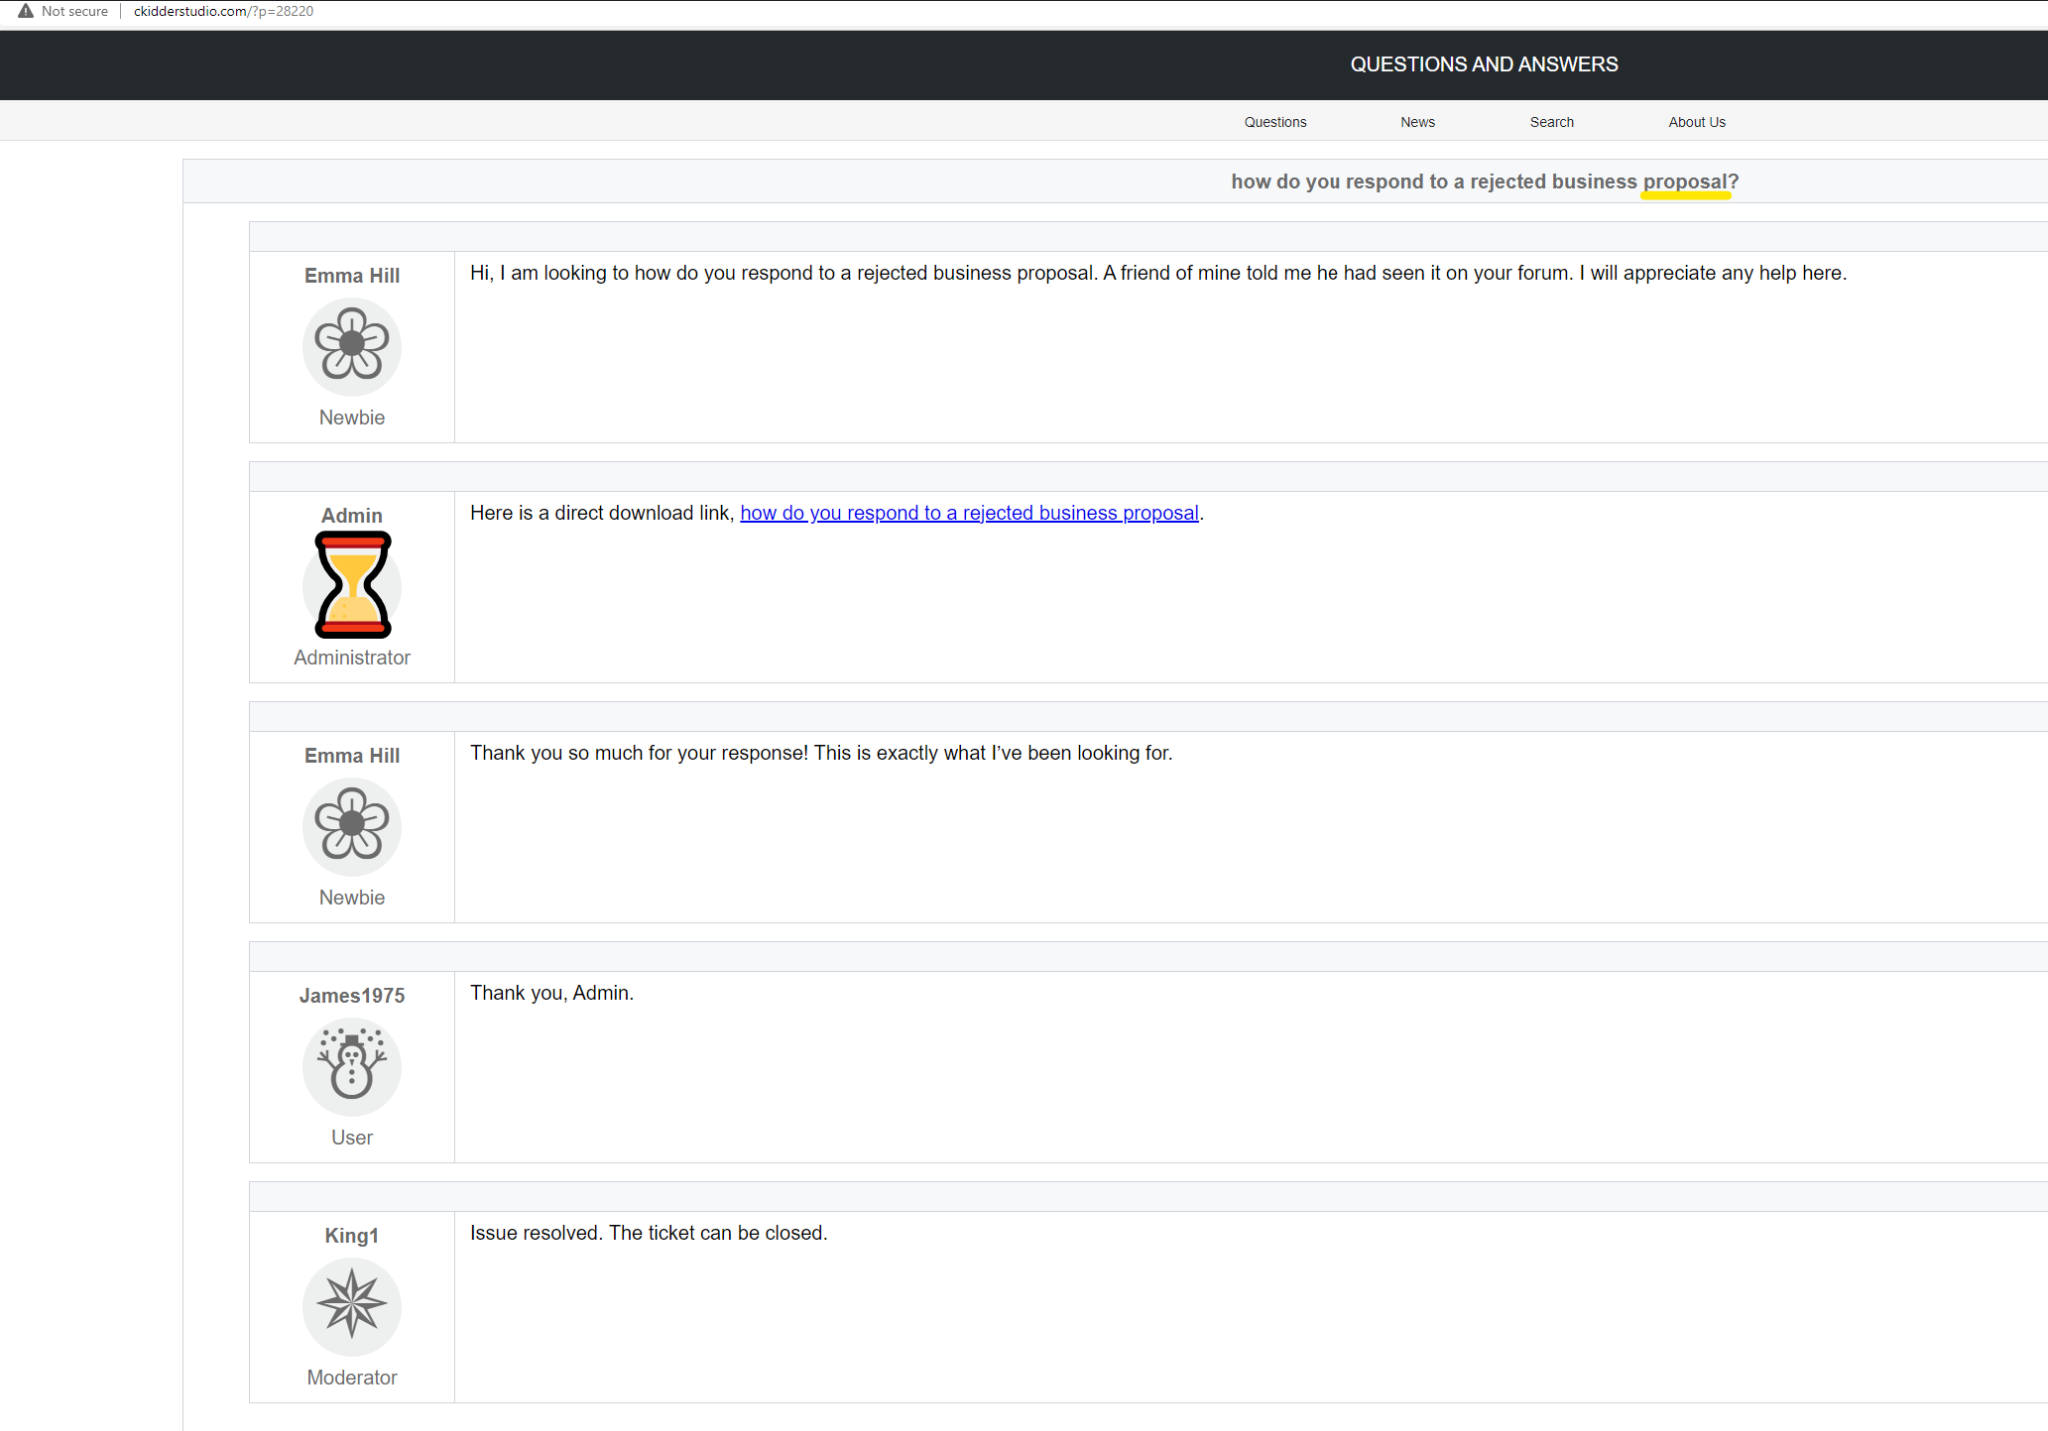 Not secure ckidderstudio.com/?p=28220
QUESTIONS AND ANSWERS
Questions News Search About Us
how do you respond to a rejected business proposal?
Emma Hill
Hi, I am looking to how do you respond to a rejected business proposal. A friend of mine told me he had seen it on your forum. I will appreciate any help here.
Newbie
Admin
Here is a direct download link, how do you respond to a rejected business proposal.
Administrator
Emma Hill
Thank you so much for your response! This is exactly what I’ve been looking for.
Newbie
James1975
Thank you, Admin.
User
King1
Issue resolved. The ticket can be closed.
Moderator